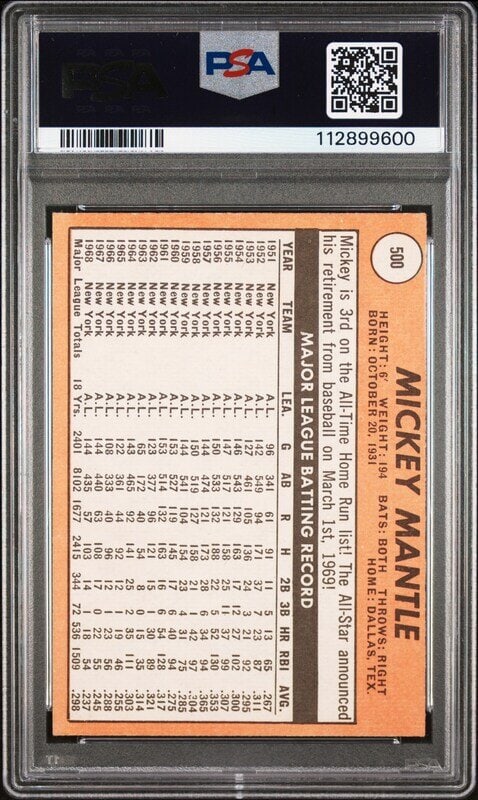 PSA
112899600
500
MICKEY MANTLE
HEIGHT: 6' WEIGHT: 194 BATS: BOTH THROWS: RIGHT
BORN: OCTOBER 20, 1931 HOME: DALLAS, TEX.
Mickey is 3rd on the All-Time Home Run list! The All-Star announced
his retirement from baseball on March 1st, 1969!
MAJOR LEAGUE BATTING RECORD
YEAR TEAM LEA. G AB R H 2B 3B HR RBI AVG.
1951 New York A.L. 96 341 61 91 11 5 13 65 .267
1952 New York A.L. 142 549 94 171 37 7 23 87 .311
1953 New York A.L. 127 461 105 136 24 3 21 92 .295
1954 New York A.L. 146 543 129 163 17 12 27 102 .300
1955 New York A.L. 147 517 121 158 25 11 37 99
1956 New York A.L. 150 533 132 188 22 5 52 130 .353
1957 New York A.L. 144 474 121 173 28 6 34 94 .365
1958 New York A.L. 150 519 127 158 21 1 42 97 .304
1959 New York A.L. 144 541 104 154 23 4 31 75 .285
1960 New York A.L. 153 527 119 145 17 6 40 94 .275
1961 New York A.L. 153 514 132 163 16 6 54 128 .317
1962 New York A.L. 123 377 96 121 15 1 30 89 .321
1963 New York A.L. 65 172 40 54 8 0 15 35 .314
1964 New York A.L. 143 465 92 141 25 2 35 111 .303
1965 New York A.L. 122 361 44 92 12 1 19 46 .255
1966 New York A.L. 108 333 40 96 12 1 23 56 .288
1967 New York A.L. 144 440 63 108 17 0 22 55 .245
1968 New York A.L. 144 435 57 103 14 1 18 54 .237
Major League Totals 18 Yrs. 2401 8102 1677 2415 344 72 536 1509 .298
PSA